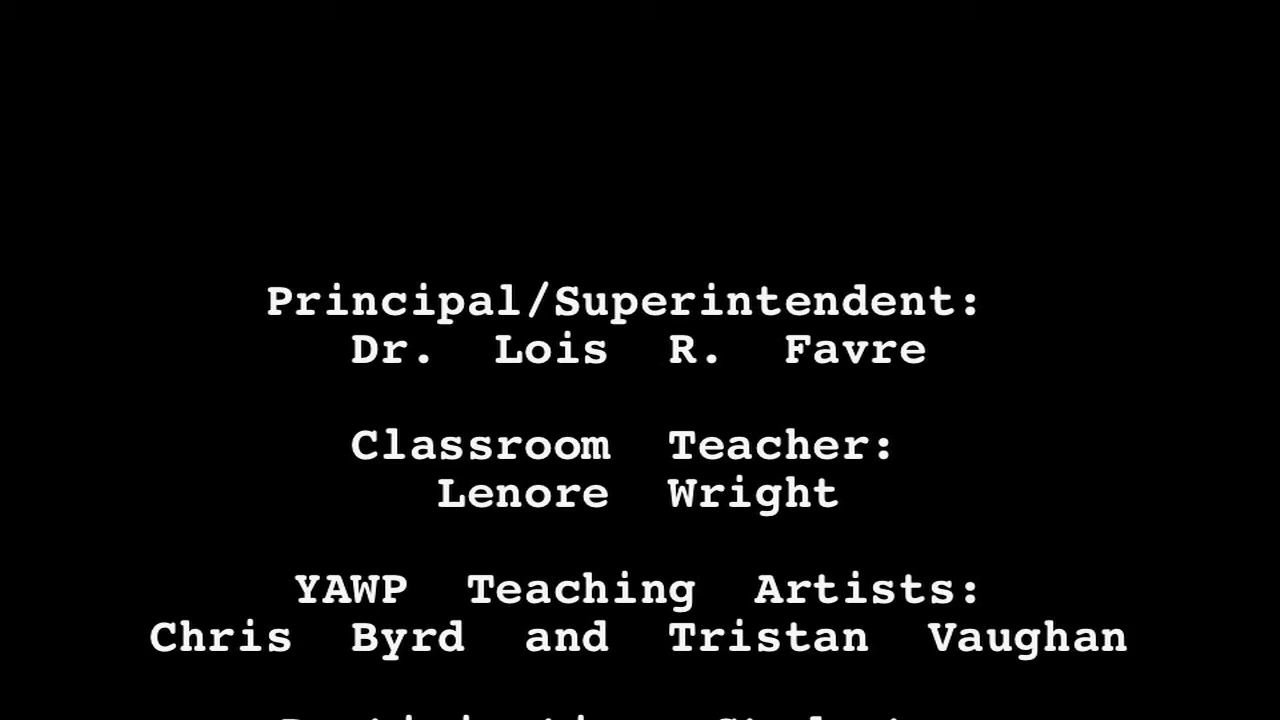 Principal/Superintendent:
Dr. Lois R. Favre
Classroom Teacher:
Lenore Wright
YAWP Teaching Artists:
Chris Byrd and Tristan Vaughan